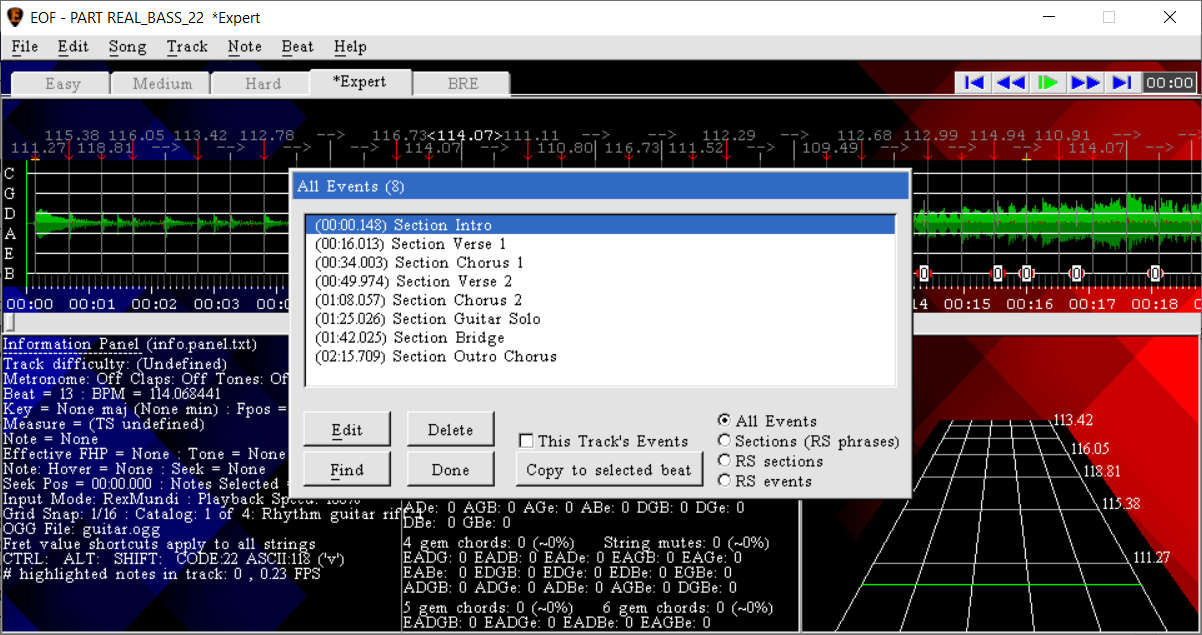 EOF - PART REAL_BASS_22 *Expert
File Edit Song Track Note Beat Help
Easy Medium Hard *Expert BRE
00:00
115.38 116.05 113.42 112.78 --> 116.73<114.07>111.11 --> 112.29 --> 112.68 112.99 114.94 110.91 -->
111.27 118.81 --> --> --> 114.07 110.80 116.73 111.52 --> 109.49 --> 114.07 -->
C
G
D
A
E
B
All Events (8)
(00:00.148) Section Intro
(00:16.013) Section Verse 1
(00:34.003) Section Chorus 1
(00:49.974) Section Verse 2
(01:08.057) Section Chorus 2
(01:25.026) Section Guitar Solo
(01:42.025) Section Bridge
(02:15.709) Section Outro Chorus
Edit Delete
Find Done
This Track's Events
Copy to selected beat
All Events
Sections (RS phrases)
RS sections
RS events
0 0 0 0 0
00:00 00:01 00:02 00:03 00:0 14 00:15 00:16 00:17 00:18
Information Panel (info.panel.txt)
Track difficulty: (Undefined)
Metronome: Off Claps: Off Tones: Of
Beat = 13 : BPM = 114.068441
Key = None maj (None min) : Fpos =
Measure = (TS undefined)
Note = None
Effective FHP = None : Tone = None
Note: Hover = None : Seek = None
Seek Pos = 00:00.000 : Notes Selected =
Input Mode: RexMundi : Playback Speed: 100%
Grid Snap: 1/16 : Catalog: 1 of 4: Rhythm guitar riff
OGG File: guitar.ogg
Fret value shortcuts apply to all strings
CTRL: ALT: SHIFT: CODE:22 ASCII:118 ('v')
# highlighted notes in track: 0 , 0.23 FPS
ADe: 0 AGB: 0 AGe: 0 ABe: 0 DGB: 0 DGe: 0
DBe: 0 GBe: 0
4 gem chords: 0 (~0%) String mutes: 0 (~0%)
EADG: 0 EADB: 0 EADe: 0 EAGB: 0 EAGe: 0
EABe: 0 EDGB: 0 EDGe: 0 EDBe: 0 EGBe: 0
ADGB: 0 ADGe: 0 ADBe: 0 AGBe: 0 DGBe: 0
5 gem chords: 0 (~0%) 6 gem chords: 0 (~0%)
EADGB: 0 EADGe: 0 EADBe: 0 EAGBe: 0
113.42
116.05
118.81
115.38
111.27